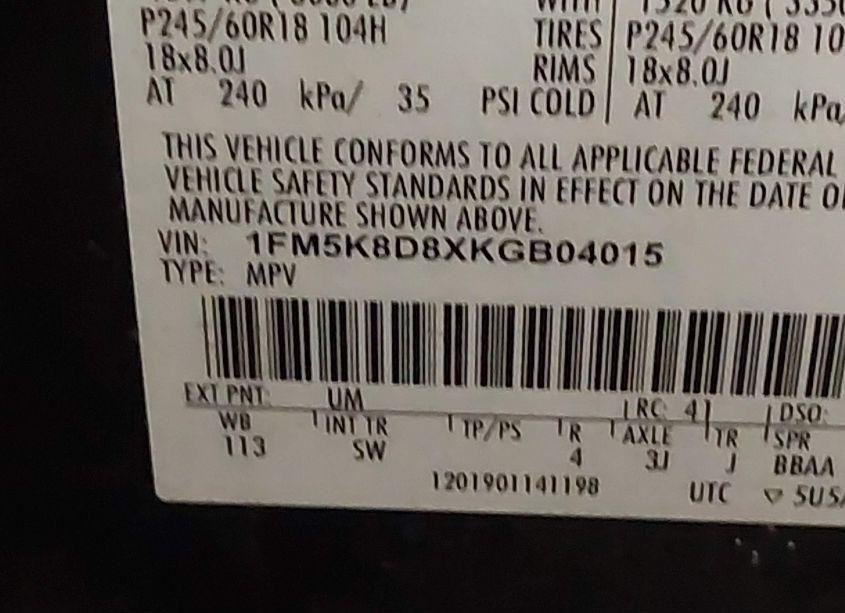 P245/60R18 104H TIRES P245/60R18 10
18x8.0J RIMS 18x8.0J
AT 240 kPa/ 35 PSI COLD AT 240 kPa/
THIS VEHICLE CONFORMS TO ALL APPLICABLE FEDERAL
VEHICLE SAFETY STANDARDS IN EFFECT ON THE DATE O
MANUFACTURE SHOWN ABOVE.
VIN: 1FM5K8D8XKGB04015
TYPE: MPV
EXT PNT: UM RC: 41 DSO:
WB INT TR TP/PS R AXLE TR SPR
113 SW 4 3J J BBAA
1201901141198 UTC ▽ 5USA